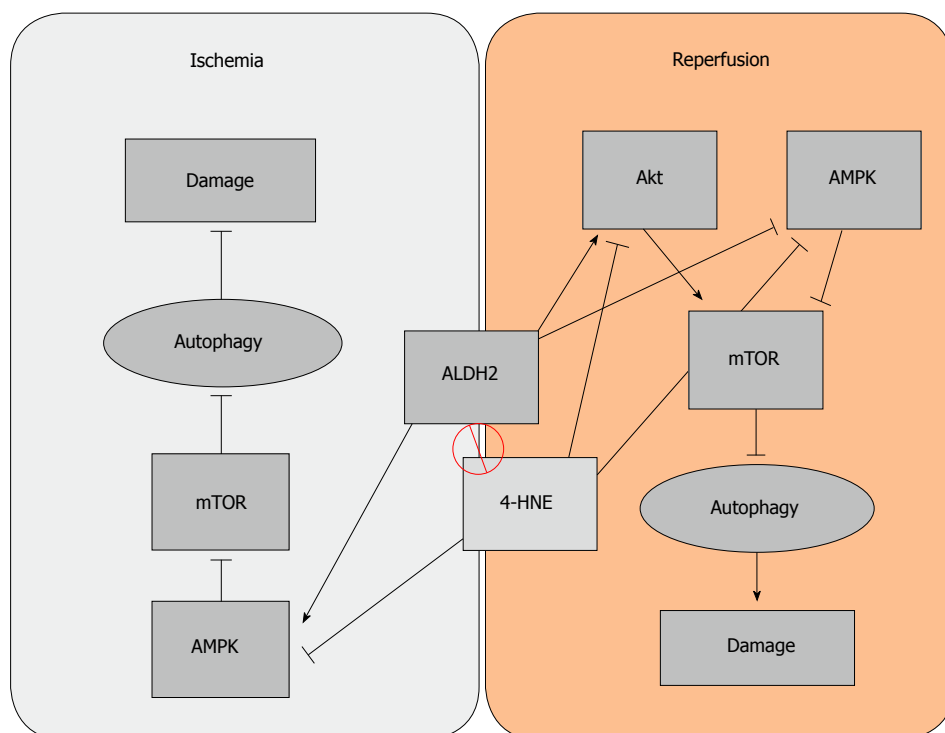 Ischemia
Damage
Autophagy
mTOR
AMPK
ALDH2
4-HNE
Reperfusion
Akt
AMPK
mTOR
Autophagy
Damage